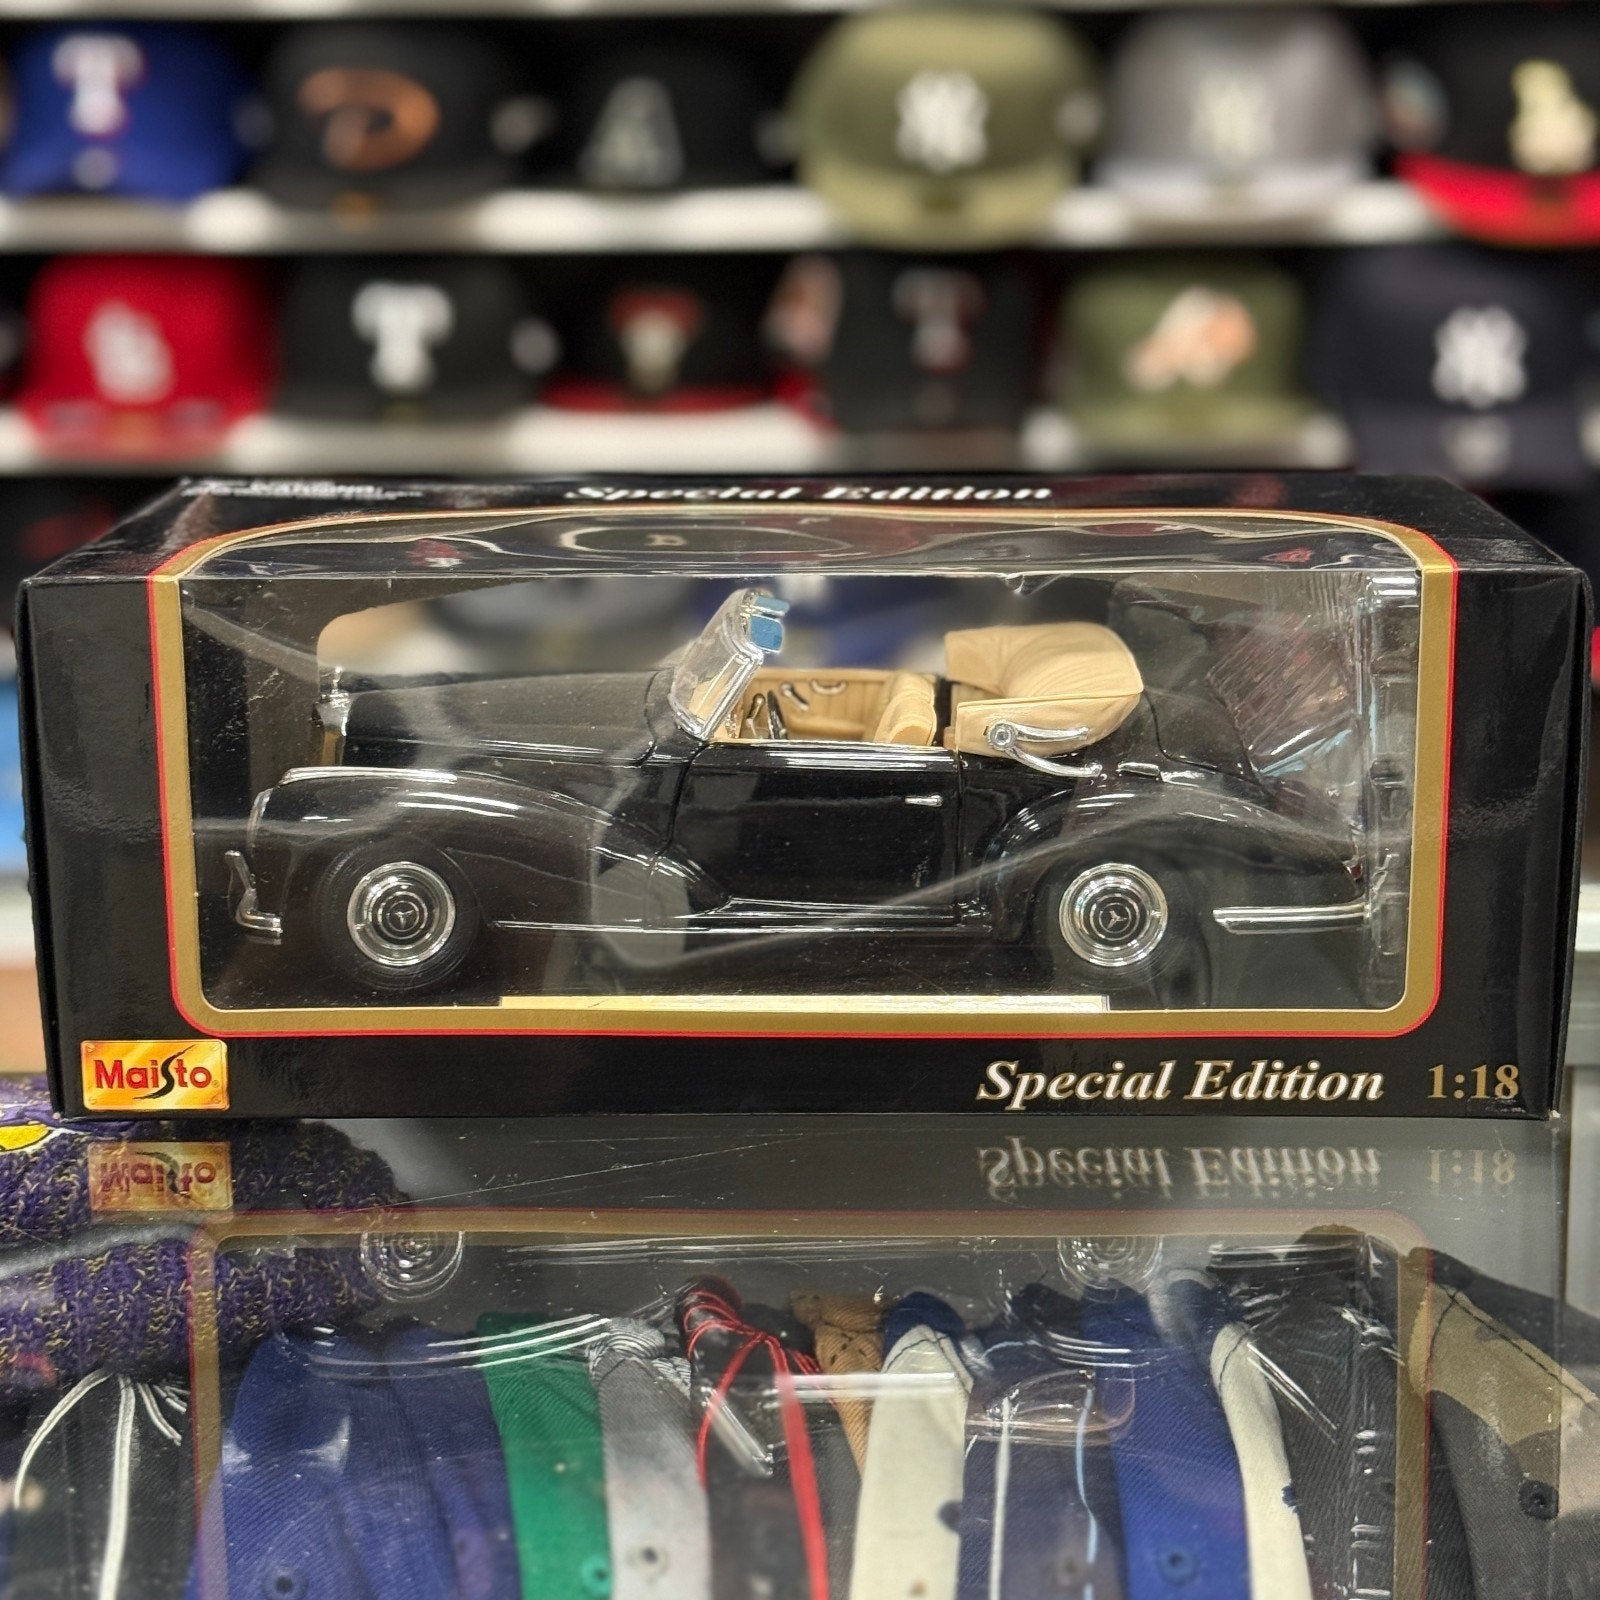 Special Edition
Maisto
Special Edition 1:18